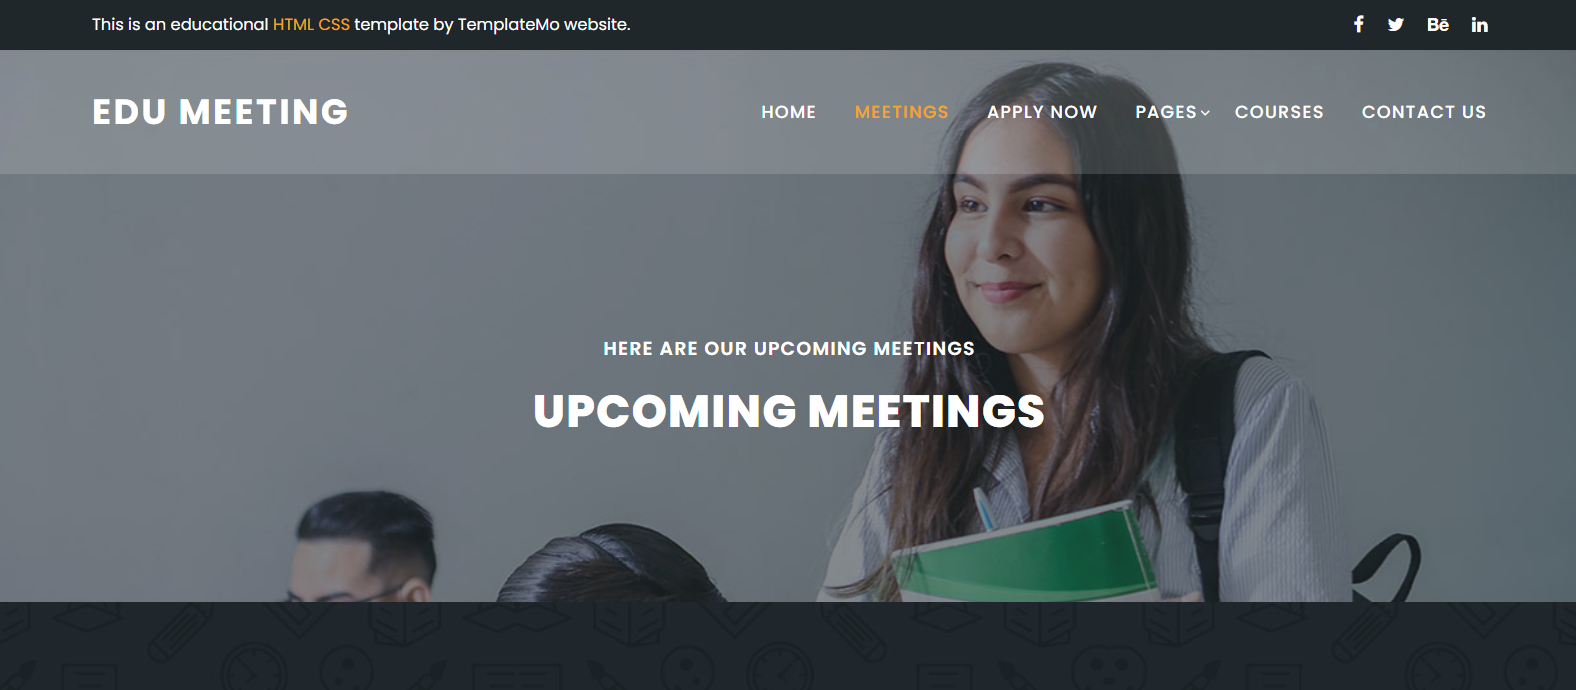 This is an educational HTML CSS template by TemplateMo website.
Bē
EDU MEETING
HOME MEETINGS APPLY NOW PAGES COURSES CONTACT US
HERE ARE OUR UPCOMING MEETINGS
UPCOMING MEETINGS